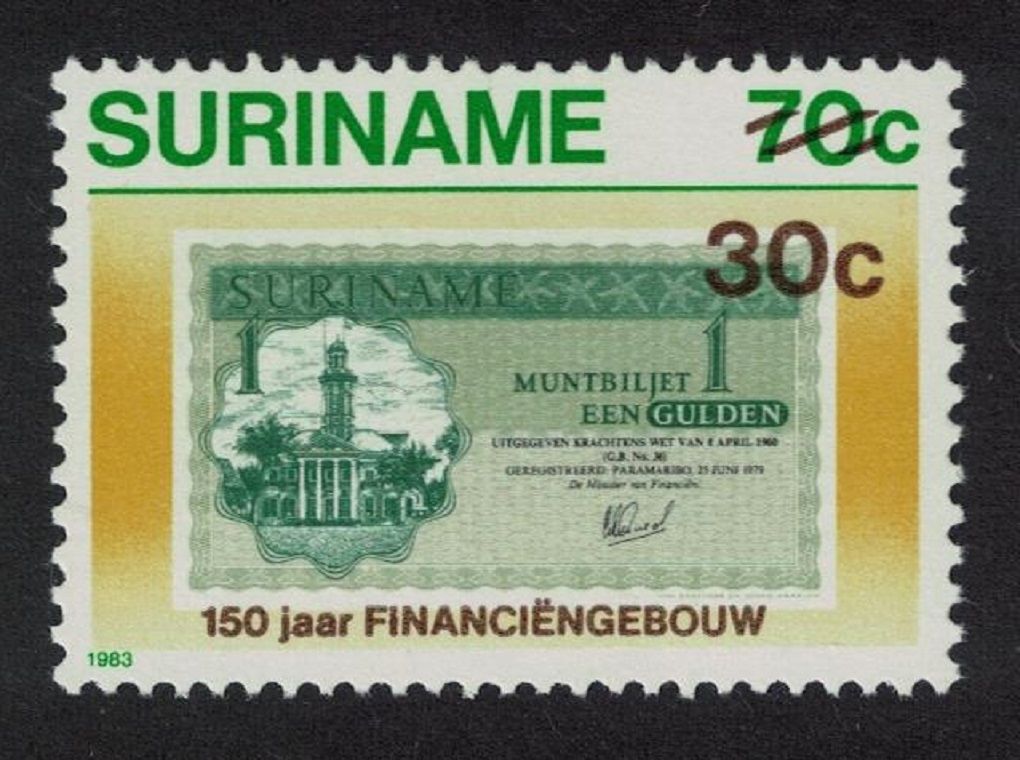 SURINAME 70c
30c
SURINAME
1 1
MUNTBILJET
EEN GULDEN
UITGEGEVEN KRACHTENS WET VAN 8 APRIL 1960
(G.B. No. 36)
GEREGISTREERD: PARAMARIBO, 25 JUNI 1979
De Minister van Financiën.
150 jaar FINANCIËNGEBOUW
1983